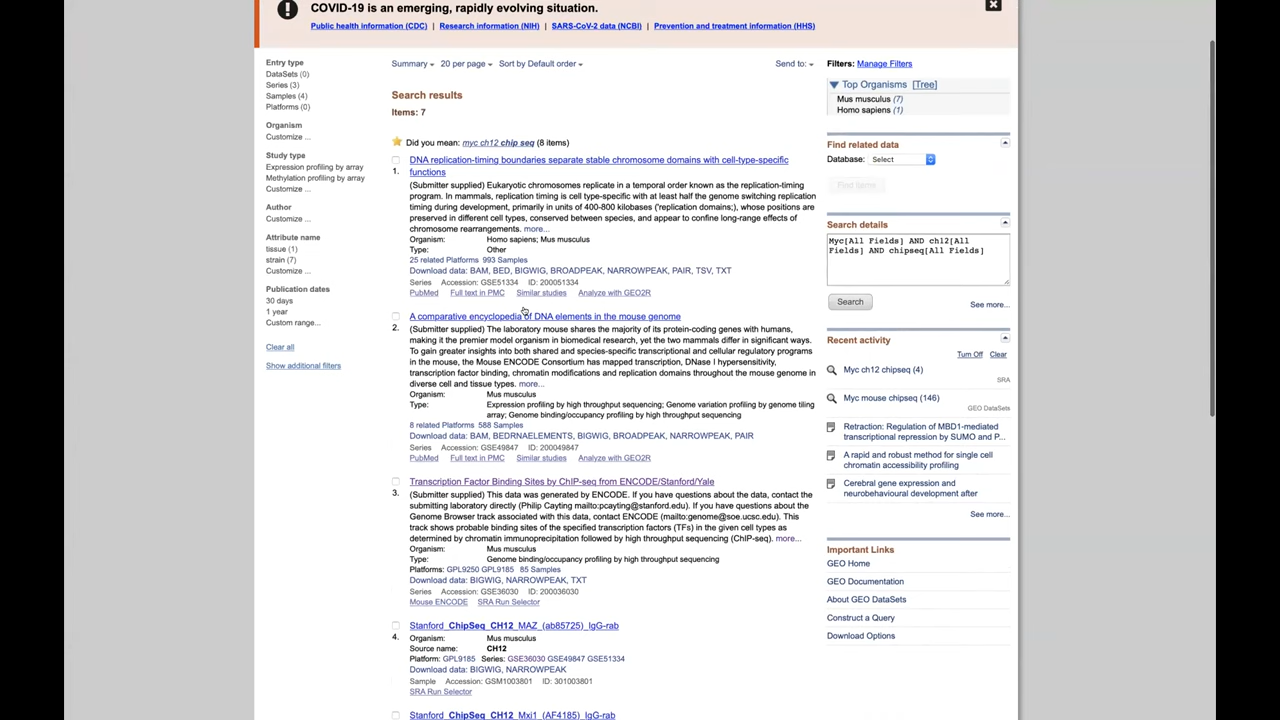 COVID-19 is an emerging, rapidly evolving situation.
Public health information (CDC) | Research information (NIH) | SARS-CoV-2 data (NCBI) | Prevention and treatment information (HHS)
Entry type
DataSets (0)
Series (3)
Samples (4)
Platforms (0)
Organism
Customize ...
Study type
Expression profiling by array
Methylation profiling by array
Customize ...
Author
Customize ...
Attribute name
tissue (1)
strain (7)
Customize ...
Publication dates
30 days
1 year
Custom range...
Clear all
Show additional filters
Summary 20 per page Sort by Default order Send to:
Search results
Items: 7
Did you mean: myc ch12 chip seq (8 items)
DNA replication-timing boundaries separate stable chromosome domains with cell-type-specific
1. functions
(Submitter supplied) Eukaryotic chromosomes replicate in a temporal order known as the replication-timing
program. In mammals, replication timing is cell type-specific with at least half the genome switching replication
timing during development, primarily in units of 400-800 kilobases ('replication domains;), whose positions are
preserved in different cell types, conserved between species, and appear to confine long-range effects of
chromosome rearrangements. more...
Organism: Homo sapiens; Mus musculus
Type: Other
25 related Platforms 993 Samples
Download data: BAM, BED, BIGWIG, BROADPEAK, NARROWPEAK, PAIR, TSV, TXT
Series Accession: GSE51334 ID: 200051334
PubMed Full text in PMC Similar studies Analyze with GEO2R
A comparative encyclopedia of DNA elements in the mouse genome
2. (Submitter supplied) The laboratory mouse shares the majority of its protein-coding genes with humans,
making it the premier model organism in biomedical research, yet the two mammals differ in significant ways.
To gain greater insights into both shared and species-specific transcriptional and cellular regulatory programs
in the mouse, the Mouse ENCODE Consortium has mapped transcription, DNase I hypersensitivity,
transcription factor binding, chromatin modifications and replication domains throughout the mouse genome in
diverse cell and tissue types. more...
Organism: Mus musculus
Type: Expression profiling by high throughput sequencing; Genome variation profiling by genome tiling
array; Genome binding/occupancy profiling by high throughput sequencing
8 related Platforms 588 Samples
Download data: BAM, BEDRNAELEMENTS, BIGWIG, BROADPEAK, NARROWPEAK, PAIR
Series Accession: GSE49847 ID: 200049847
PubMed Full text in PMC Similar studies Analyze with GEO2R
Transcription Factor Binding Sites by ChIP-seq from ENCODE/Stanford/Yale
3. (Submitter supplied) This data was generated by ENCODE. If you have questions about the data, contact the
submitting laboratory directly (Philip Cayting mailto:pcayting@stanford.edu). If you have questions about the
Genome Browser track associated with this data, contact ENCODE (mailto:genome@soe.ucsc.edu). This
track shows probable binding sites of the specified transcription factors (TFs) in the given cell types as
determined by chromatin immunoprecipitation followed by high throughput sequencing (ChIP-seq). more...
Organism: Mus musculus
Type: Genome binding/occupancy profiling by high throughput sequencing
Platforms: GPL9250 GPL9185 85 Samples
Download data: BIGWIG, NARROWPEAK, TXT
Series Accession: GSE36030 ID: 200036030
Mouse ENCODE SRA Run Selector
Stanford_ChipSeq_CH12_MAZ_(ab85725)_IgG-rab
4. Organism: Mus musculus
Source name: CH12
Platform: GPL9185 Series: GSE36030 GSE49847 GSE51334
Download data: BIGWIG, NARROWPEAK
Sample Accession: GSM1003801 ID: 301003801
SRA Run Selector
Stanford_ChipSeq_CH12_Mxi1_(AF4185)_IgG-rab
Filters: Manage Filters
Top Organisms [Tree]
Mus musculus (7)
Homo sapiens (1)
Find related data
Database: Select
Find items
Search details
Myc[All Fields] AND ch12[All
Fields] AND chipseq[All Fields]
Search
See more...
Recent activity
Turn Off Clear
Myc ch12 chipseq (4)
SRA
Myc mouse chipseq (146)
GEO DataSets
Retraction: Regulation of MBD1-mediated
transcriptional repression by SUMO and P...
A rapid and robust method for single cell
chromatin accessibility profiling
Cerebral gene expression and
neurobehavioural development after
See more...
Important Links
GEO Home
GEO Documentation
About GEO DataSets
Construct a Query
Download Options